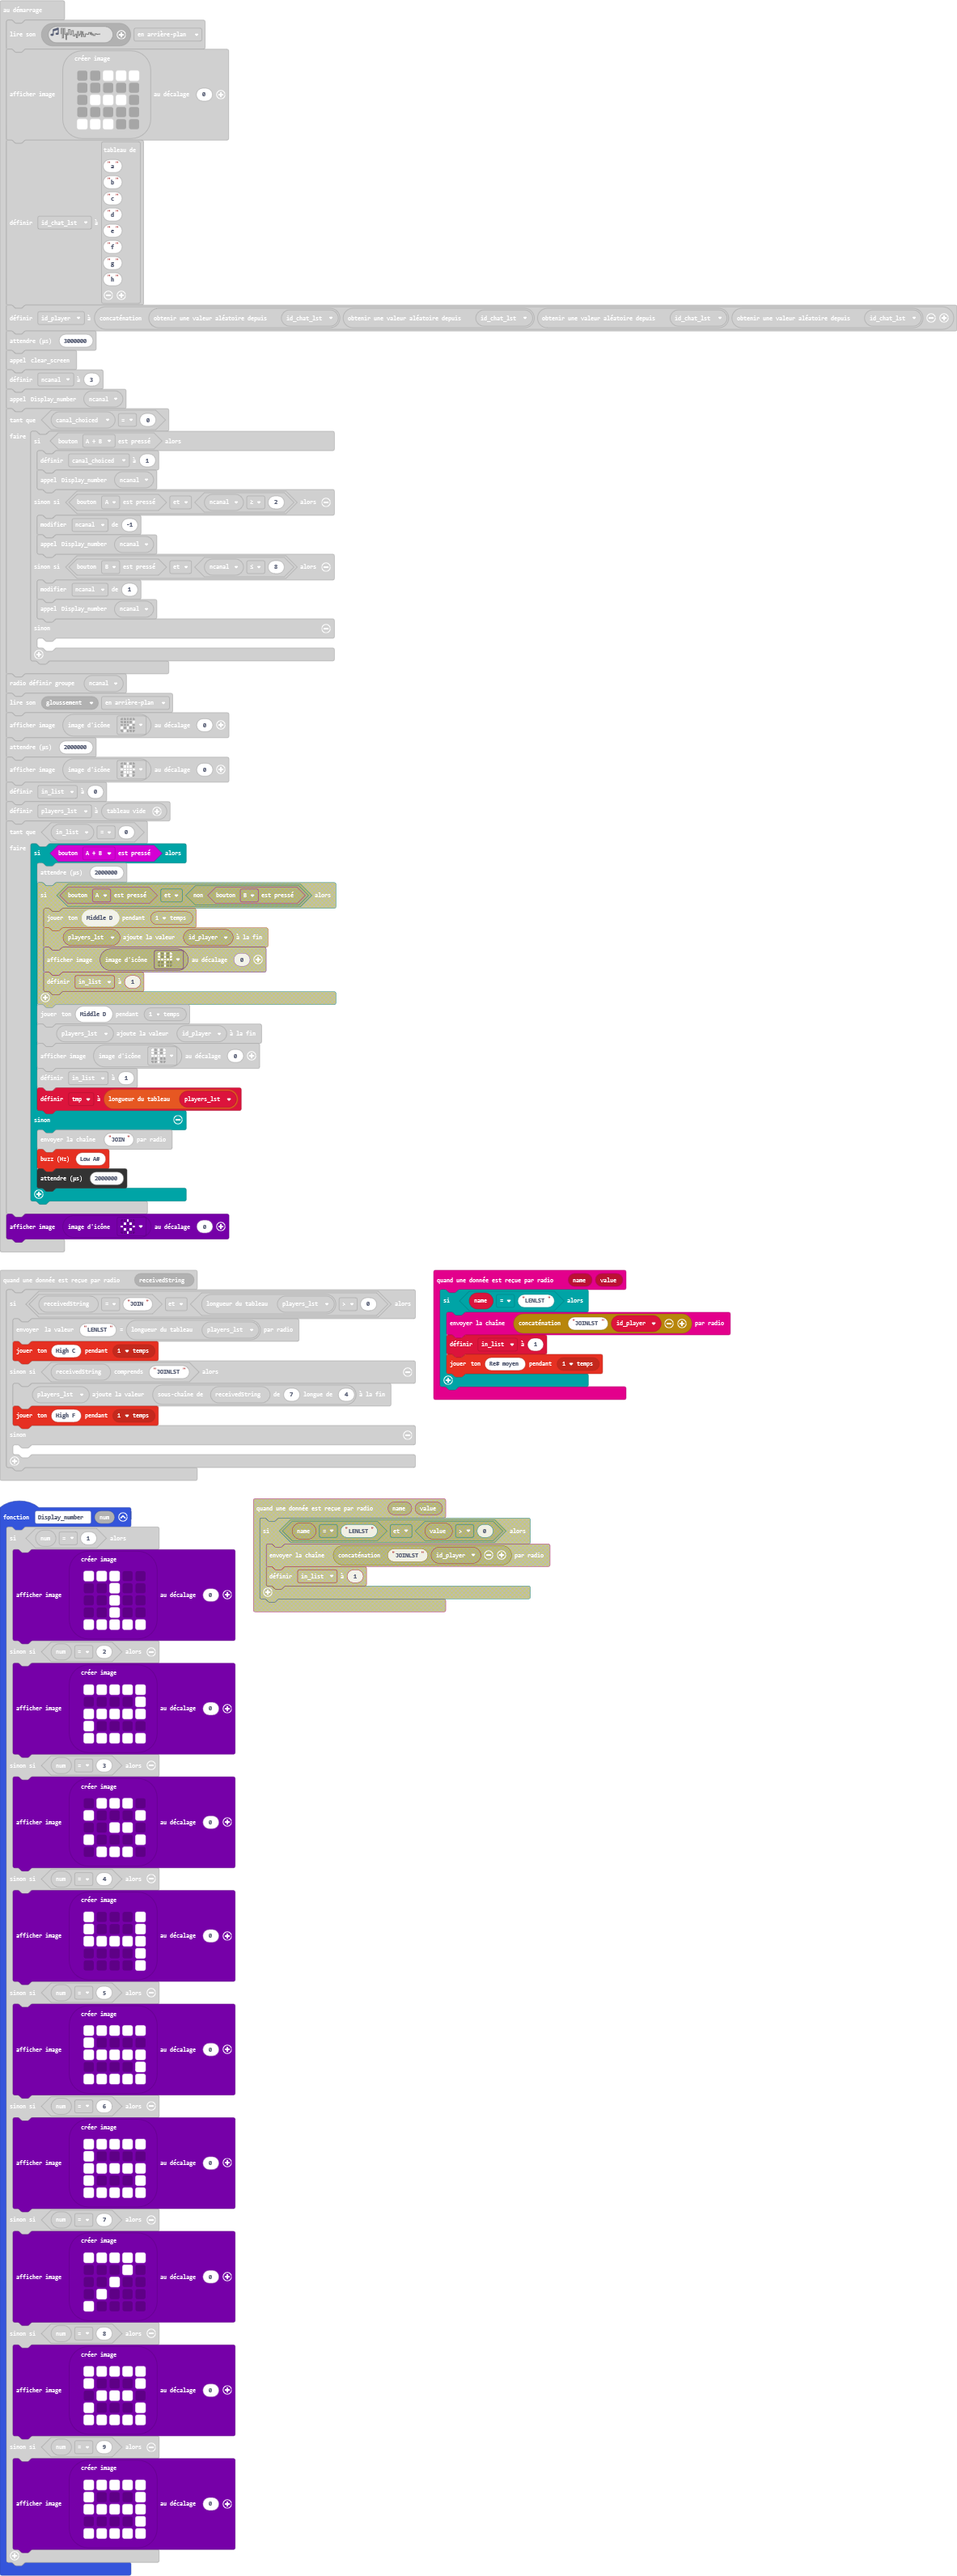 au démarrage
lire son en arrière-plan
créer image
afficher image au décalage 0
tableau de
"a"
"b"
"c"
"d"
définir id_chat_lst à
"e"
"f"
"g"
"h"
définir id_player à concaténation obtenir une valeur aléatoire depuis id_chat_lst obtenir une valeur aléatoire depuis id_chat_lst obtenir une valeur aléatoire depuis id_chat_lst obtenir une valeur aléatoire depuis id_chat_lst
attendre (µs) 3000000
appel clear_screen
définir ncanal à 3
appel Display_number ncanal
tant que canal_choised = 0
faire si bouton A + B est pressé alors
définir canal_choised à 1
appel Display_number ncanal
sinon si bouton A est pressé et ncanal ≥ 2 alors
modifier ncanal de -1
appel Display_number ncanal
sinon si bouton B est pressé et ncanal ≤ 8 alors
modifier ncanal de 1
appel Display_number ncanal
sinon
radio définir groupe ncanal
lire son gloussement en arrière-plan
afficher image image d'icône au décalage 0
attendre (µs) 2000000
afficher image image d'icône au décalage 0
définir in_list à 0
définir players_lst à tableau vide
tant que in_list = 0
faire si bouton A + B est pressé alors
attendre (µs) 2000000
si bouton A est pressé et non bouton B est pressé alors
jouer ton Middle D pendant 1 temps
players_lst ajoute la valeur id_player à la fin
afficher image image d'icône au décalage 0
définir in_list à 1
jouer ton Middle D pendant 1 temps
players_lst ajoute la valeur id_player à la fin
afficher image image d'icône au décalage 0
définir in_list à 1
définir tmp à longueur du tableau players_lst
sinon
envoyer la chaîne "JOIN" par radio
buzz (Hz) Low A#
attendre (µs) 2000000
afficher image image d'icône au décalage 0
quand une donnée est reçue par radio receivedString
si receivedString = "JOIN" et longueur du tableau players_lst > 0 alors
envoyer la valeur "LENLST" = longueur du tableau players_lst par radio
jouer ton High C pendant 1 temps
sinon si receivedString comprends "JOINLST" alors
players_lst ajoute la valeur sous-chaîne de receivedString de 7 longue de 4 à la fin
jouer ton High F pendant 1 temps
sinon
quand une donnée est reçue par radio name value
si name = "LENLST" alors
envoyer la chaîne concaténation "JOINLST" id_player par radio
définir in_list à 1
jouer ton Re# moyen pendant 1 temps
quand une donnée est reçue par radio name value
si name = "LENLST" et value > 0 alors
envoyer la chaîne concaténation "JOINLST" id_player par radio
définir in_list à 1
fonction Display_number num
si num = 1 alors
créer image
afficher image au décalage 0
sinon si num = 2 alors
créer image
afficher image au décalage 0
sinon si num = 3 alors
créer image
afficher image au décalage 0
sinon si num = 4 alors
créer image
afficher image au décalage 0
sinon si num = 5 alors
créer image
afficher image au décalage 0
sinon si num = 6 alors
créer image
afficher image au décalage 0
sinon si num = 7 alors
créer image
afficher image au décalage 0
sinon si num = 8 alors
créer image
afficher image au décalage 0
sinon si num = 9 alors
créer image
afficher image au décalage 0